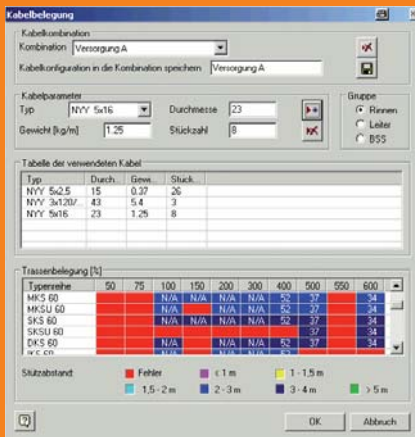 Kabelbelegung
Kabelkombination
Kombination Versorgung A
Kabelkonfiguration in die Kombination speichern Versorgung A
Kabelparameter
Typ NYY 5x16 Durchmesse 23
Gewicht [kg/m] 1.25 Stückzahl 8
Gruppe
Rinnen
Leiter
BSS
Tabelle der verwendeten Kabel
Typ Durch... Gewi... Stück...
NYY 5x2,5 15 0.37 26
NYY 3x120/... 43 5.4 3
NYY 5x16 23 1.25 8
Trassenbelegung [%]
Typenreihe 50 75 100 150 200 300 400 500 550 600
MKS 60 N/A N/A N/A N/A 52 37 34
MKSU 60 N/A N/A N/A 52 37 34
SKS 60 N/A N/A N/A N/A 52 37 34
SKSU 60 37 34
DKS 60 N/A N/A N/A 52 37 34
IKS 60
Stützabstand: Fehler < 1 m 1 - 1,5 m
1,5 - 2 m 2 - 3 m 3 - 4 m > 5 m
OK Abbruch